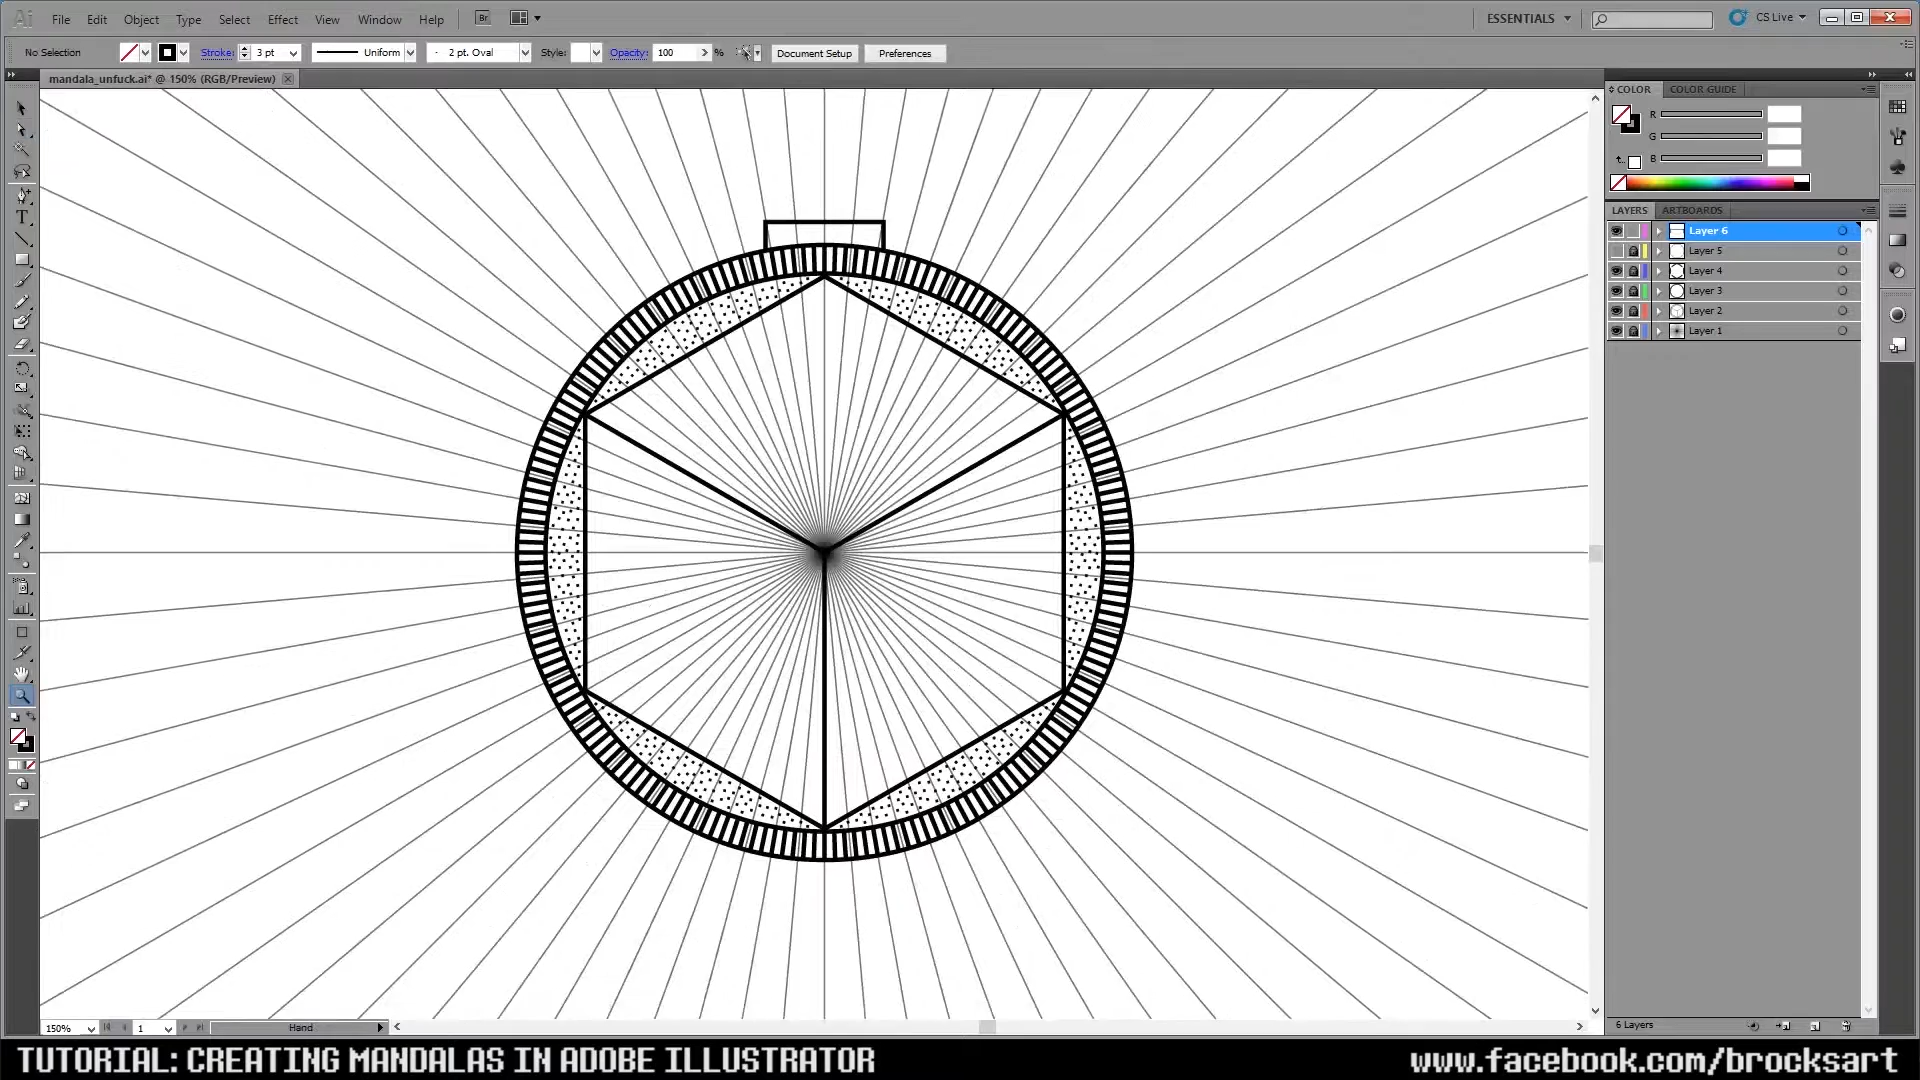 Ai File Edit Object Type Select Effect View Window Help Br ESSENTIALS CS Live
No Selection Stroke: 3 pt Uniform 2 pt. Oval Style: Opacity: 100 % Document Setup Preferences
mandala_unfuck.ai* @ 150% (RGB/Preview)
COLOR COLOR GUIDE
R
G
B
LAYERS ARTBOARDS
Layer 6
Layer 5
Layer 4
Layer 3
Layer 2
Layer 1
150% 1 Hand 6 Layers
TUTORIAL: CREATING MANDALAS IN ADOBE ILLUSTRATOR www.facebook.com/brocksart